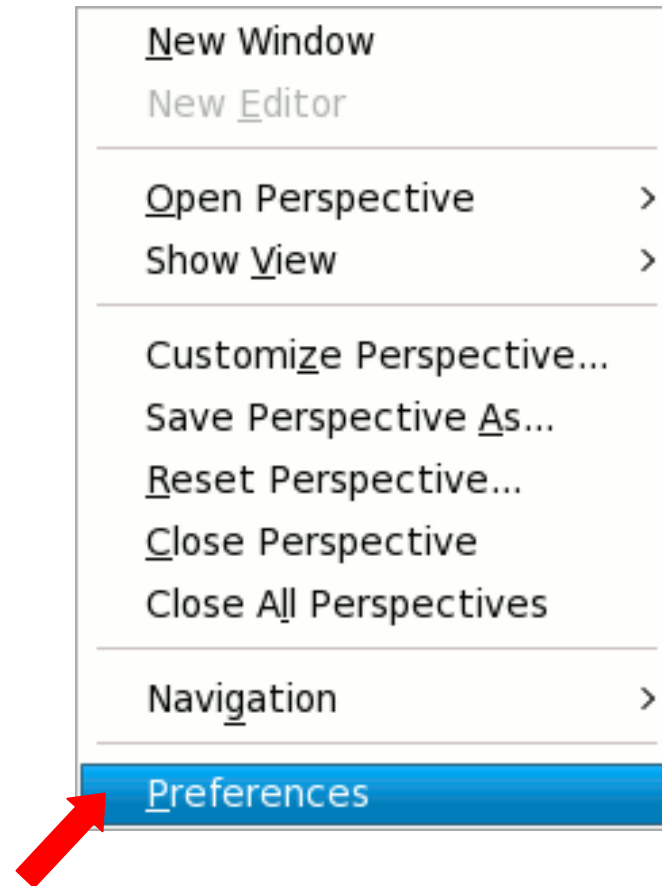 New Window
New Editor
Open Perspective
Show View
Customize Perspective...
Save Perspective As...
Reset Perspective...
Close Perspective
Close All Perspectives
Navigation
Preferences